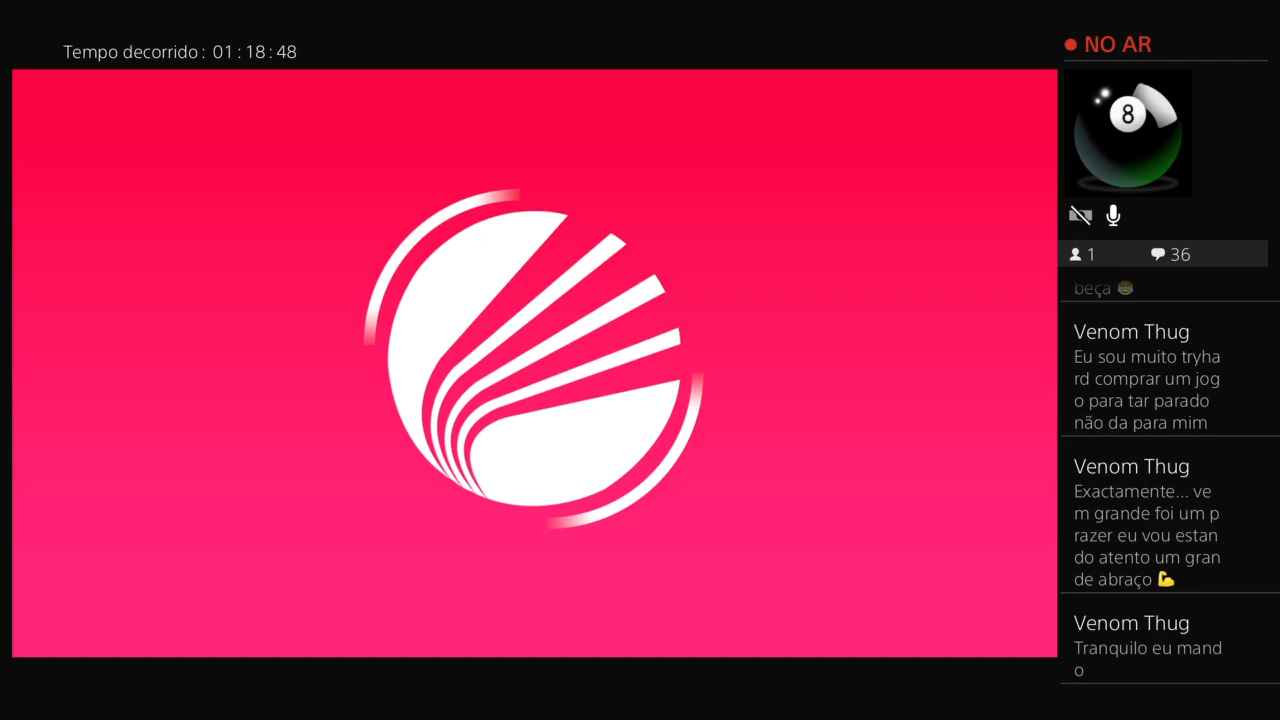 Tempo decorrido: 01:18:48
NO AR
8
1
36
beça 😂
Venom Thug
Eu sou muito tryha
rd comprar um jog
o para tar parado
não da para mim
Venom Thug
Exactamente... ve
m grande foi um p
razer eu vou estan
do atento um gran
de abraço 💪
Venom Thug
Tranquilo eu mand
o